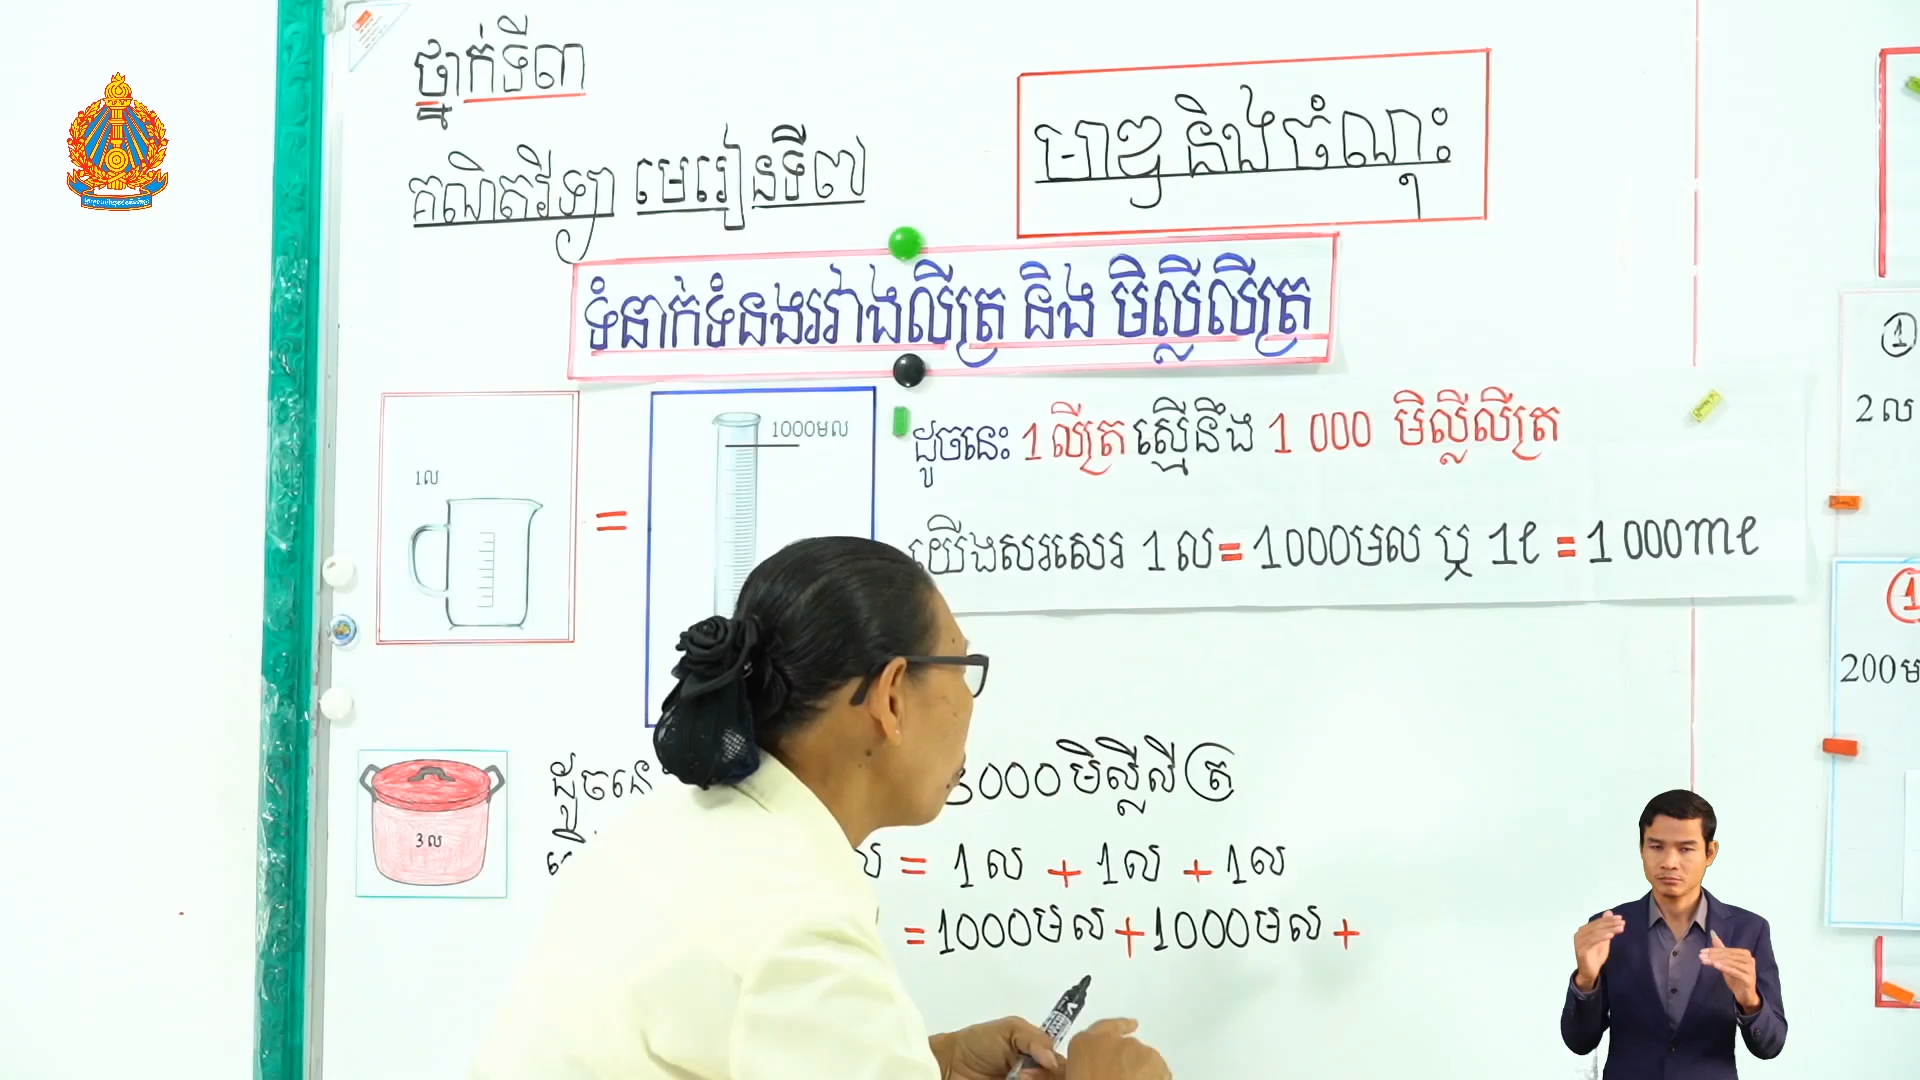 ថ្នាក់ទី៣
គណិតវិទ្យា មេរៀនទី៧
មាឌ និងចំណុះ
ទំនាក់ទំនងរវាងលីត្រ និង មិល្លីលីត្រ
1ល
=
1000មល
ដូចនេះ 1លីត្រ ស្មើនឹង 1 000 មិល្លីលីត្រ
យើងសរសេរ 1ល=1000មល ឬ 1ℓ =1 000mℓ
3ល
ដូចនេ
000មិល្លីលីត្រ
ល = 1ល + 1ល + 1ល
=1000មល+1000មល+
1
2ល
1
200ម